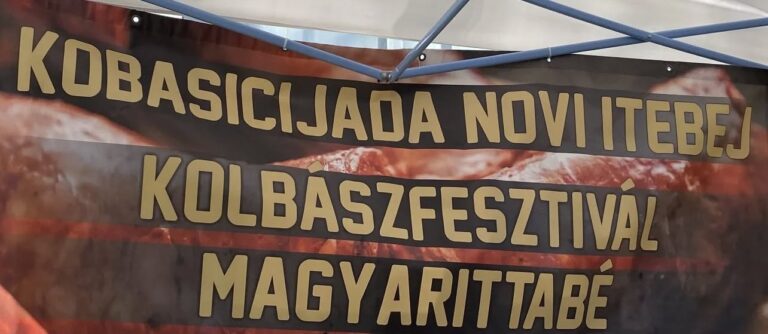 KOBASICIJADA NOVI ITEBEJ
KOLBÁSZFESZTIVÁL
MAGYARITTABÉ